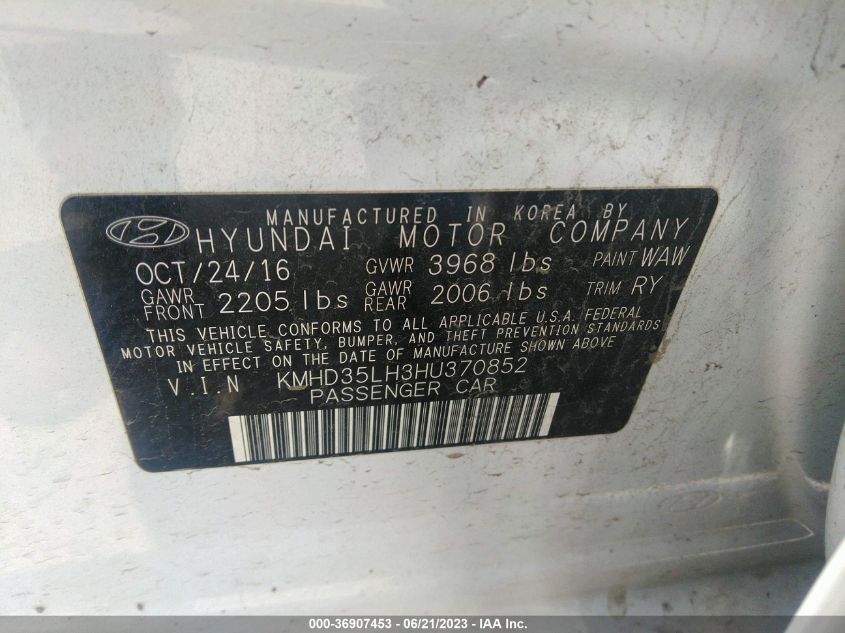 MANUFACTURED IN KOREA BY
HYUNDAI MOTOR COMPANY
OCT/24/16 GVWR 3968 lbs PAINT WAW
GAWR FRONT 2205 lbs GAWR REAR 2006 lbs TRIM RY
THIS VEHICLE CONFORMS TO ALL APPLICABLE U.S.A. FEDERAL
MOTOR VEHICLE SAFETY, BUMPER, AND THEFT PREVENTION STANDARDS
IN EFFECT ON THE DATE OF MANUFACTURE SHOWN ABOVE
V.I.N KMHD35LH3HU370852
PASSENGER CAR
000-36907453 - 06/21/2023 - IAA Inc.